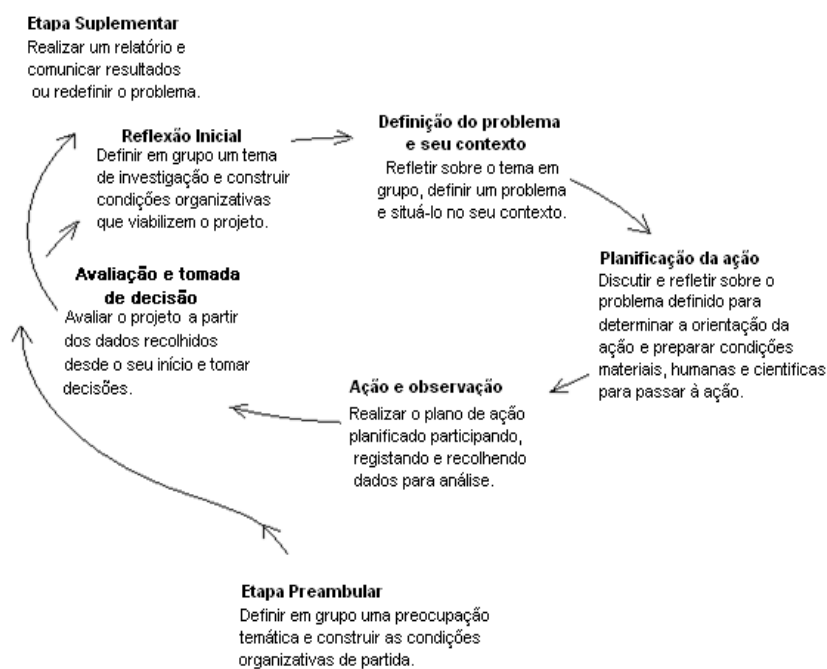 Etapa Suplementar
Realizar um relatório e
comunicar resultados
ou redefinir o problema.
Reflexão Inicial
Definir em grupo um tema
de investigação e construir
condições organizativas
que viabilizem o projeto.
Definição do problema
e seu contexto
Refletir sobre o tema em
grupo, definir um problema
e situá-lo no seu contexto.
Planificação da ação
Discutir e refletir sobre o
problema definido para
determinar a orientação da
ação e preparar condições
materiais, humanas e cientificas
para passar à ação.
Ação e observação
Realizar o plano de ação
planificado participando,
registando e recolhendo
dados para análise.
Avaliação e tomada
de decisão
Avaliar o projeto a partir
dos dados recolhidos
desde o seu início e tomar
decisões.
Etapa Preambular
Definir em grupo uma preocupação
temática e construir as condições
organizativas de partida.